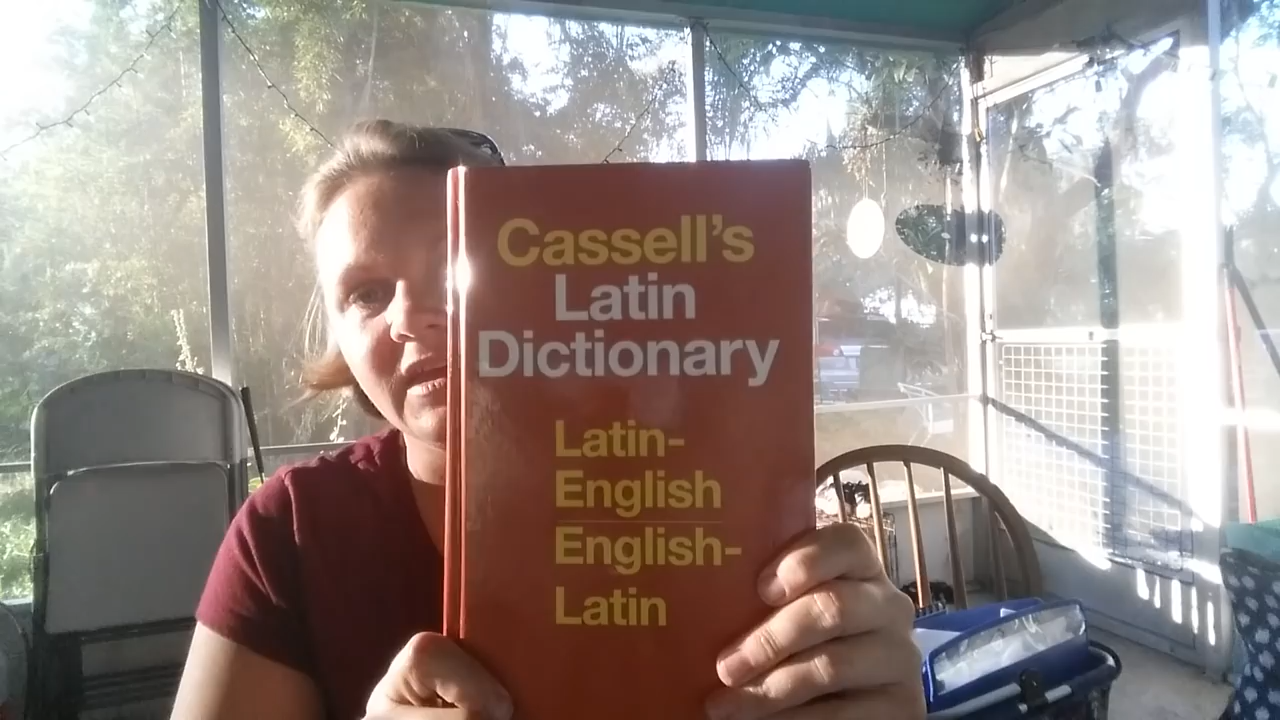 Cassell's
Latin
Dictionary
Latin-
English
English-
Latin